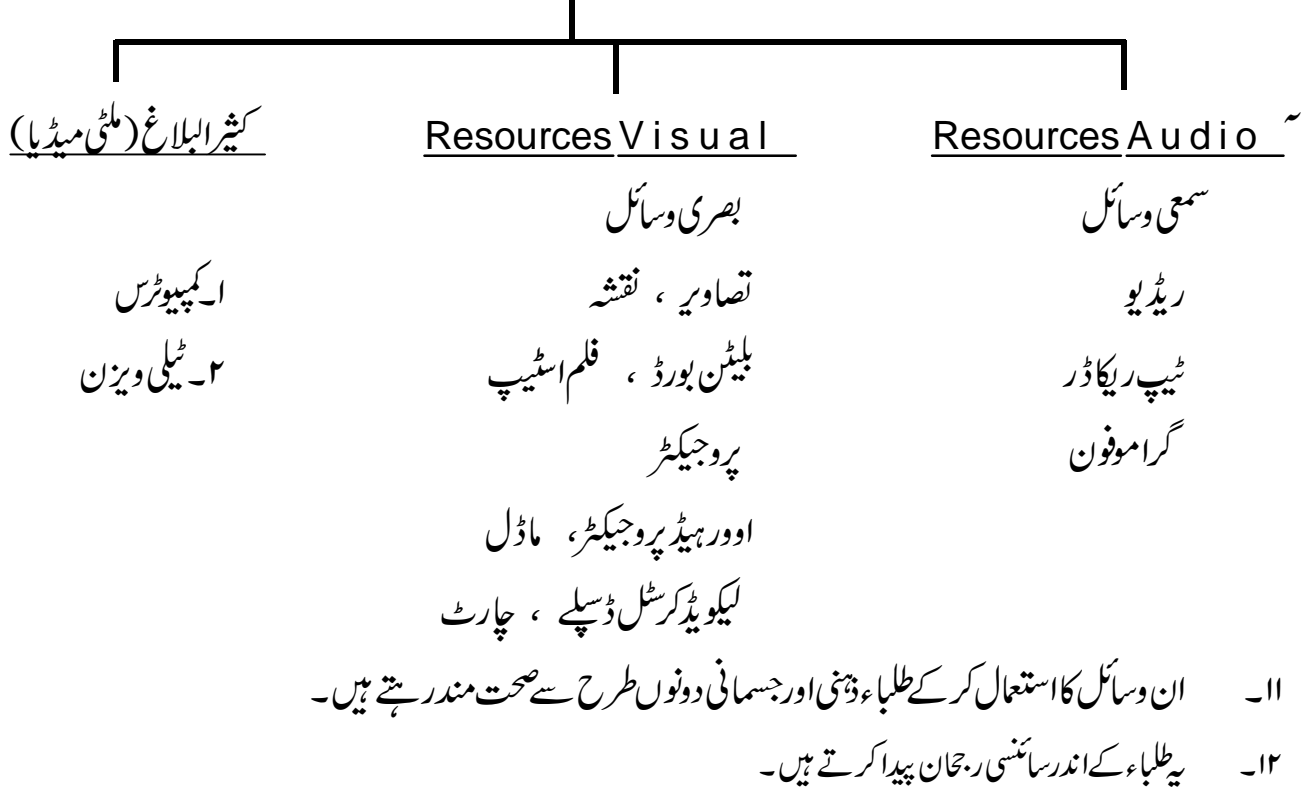 Resources Audio Resources Visual کثیر البلاغ (ملٹی میڈیا)
سمعی وسائل بصری وسائل
ریڈیو تصاویر ، نقشہ ۱۔کمپیوٹرس
ٹیپ ریکاڈر بلیٹن بورڈ ، فلم اسٹیپ ۲۔ ٹیلی ویزن
گراموفون پروجیکٹر
اوور ہیڈ پروجیکٹر، ماڈل
لیکویڈ کرسٹل ڈسپلے ، چارٹ
۱۱۔ ان وسائل کا استعمال کر کے طلباء ذہنی اور جسمانی دونوں طرح سے صحت مند رہتے ہیں۔
۱۲۔ یہ طلباء کے اندر سائنسی رجحان پیدا کرتے ہیں۔